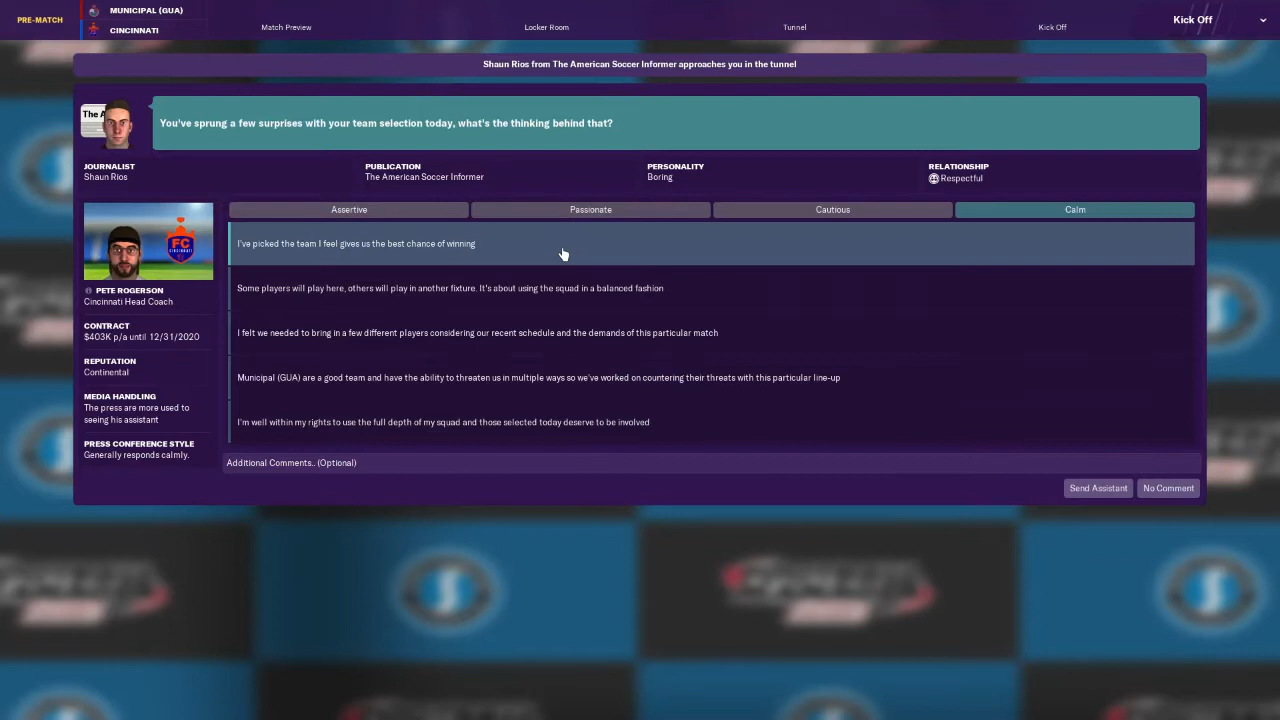 PRE-MATCH
MUNICIPAL (GUA)
CINCINNATI
Match Preview
Locker Room
Tunnel
Kick Off
Kick Off
Shaun Rios from The American Soccer Informer approaches you in the tunnel
The A
You've sprung a few surprises with your team selection today, what's the thinking behind that?
JOURNALIST
Shaun Rios
PUBLICATION
The American Soccer Informer
PERSONALITY
Boring
RELATIONSHIP
Respectful
Assertive
Passionate
Cautious
Calm
FC
CINCINNATI
PETE ROGERSON
Cincinnati Head Coach
CONTRACT
$403K p/a until 12/31/2020
REPUTATION
Continental
MEDIA HANDLING
The press are more used to
seeing his assistant
PRESS CONFERENCE STYLE
Generally responds calmly.
I've picked the team I feel gives us the best chance of winning
Some players will play here, others will play in another fixture. It's about using the squad in a balanced fashion
I felt we needed to bring in a few different players considering our recent schedule and the demands of this particular match
Municipal (GUA) are a good team and have the ability to threaten us in multiple ways so we've worked on countering their threats with this particular line-up
I'm well within my rights to use the full depth of my squad and those selected today deserve to be involved
Additional Comments.. (Optional)
Send Assistant
No Comment